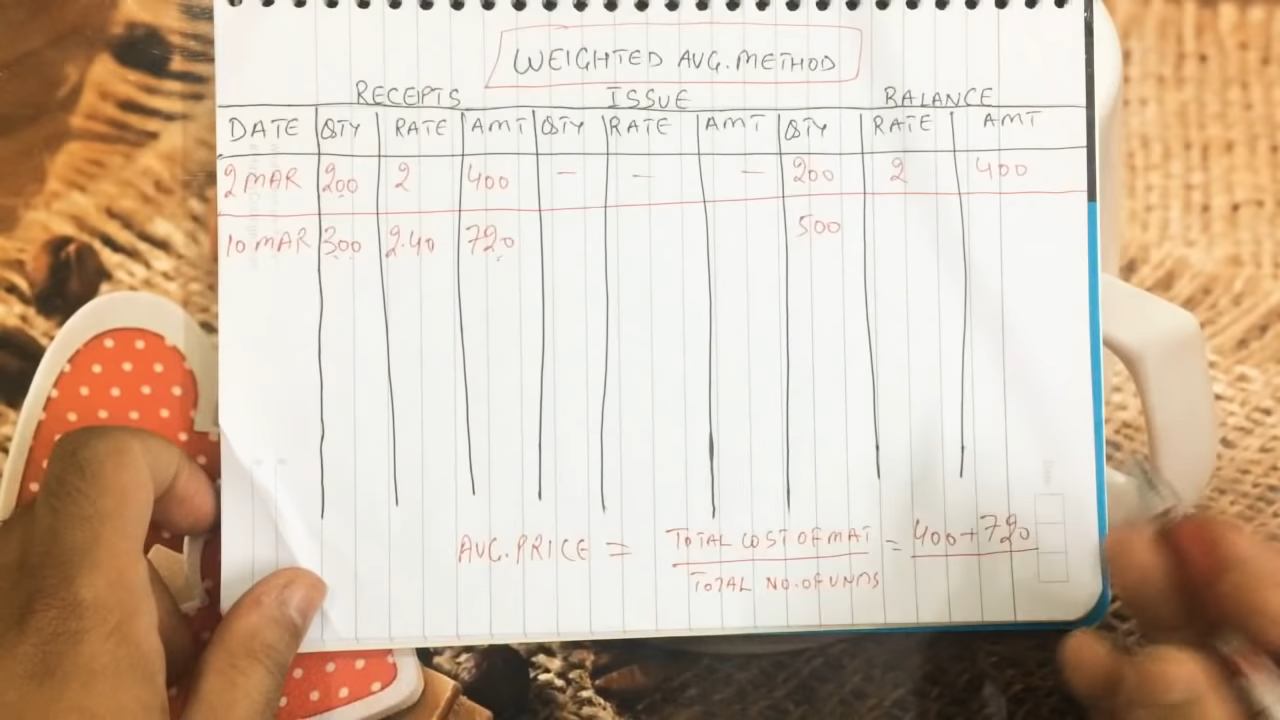 WEIGHTED AVG. METHOD
RECEIPTS ISSUE BALANCE
DATE QTY RATE AMT QTY RATE AMT QTY RATE AMT
2 MAR 200 2 400 — — — 200 2 400
10 MAR 300 2.40 720 500
AVG. PRICE = TOTAL COST OF MAT = 400+720
TOTAL NO. OF UNITS